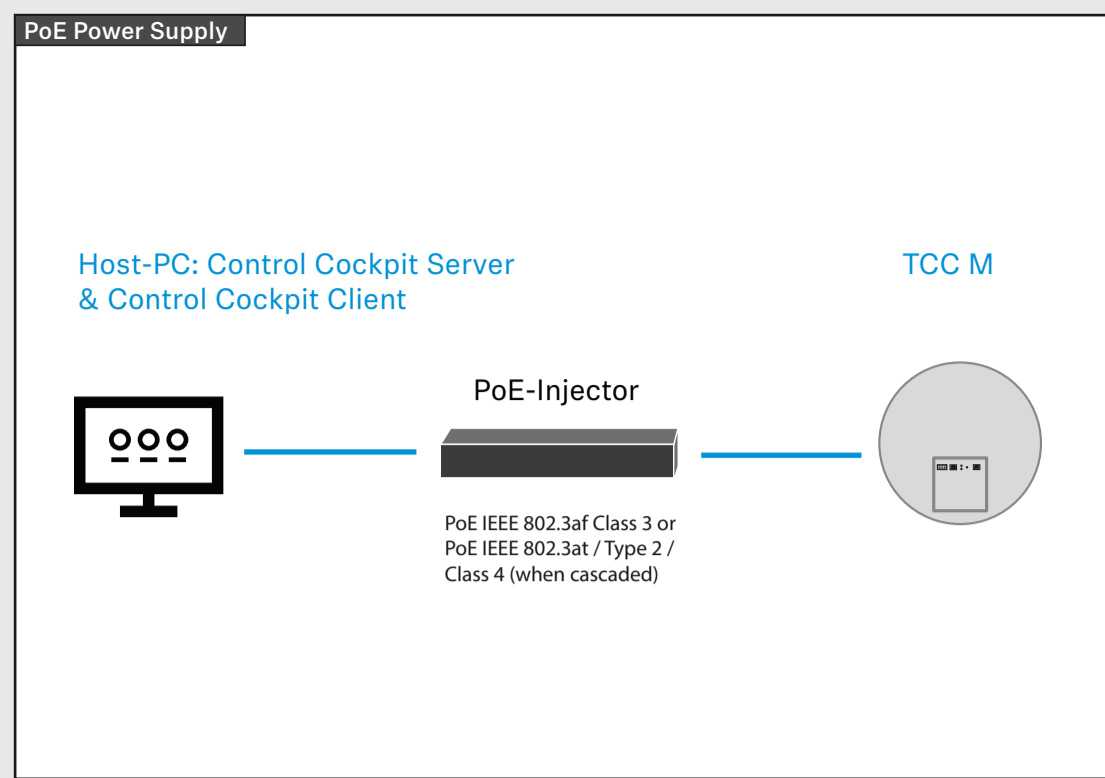 PoE Power Supply
Host-PC: Control Cockpit Server
& Control Cockpit Client
TCC M
PoE-Injector
PoE IEEE 802.3af Class 3 or
PoE IEEE 802.3at / Type 2 /
Class 4 (when cascaded)